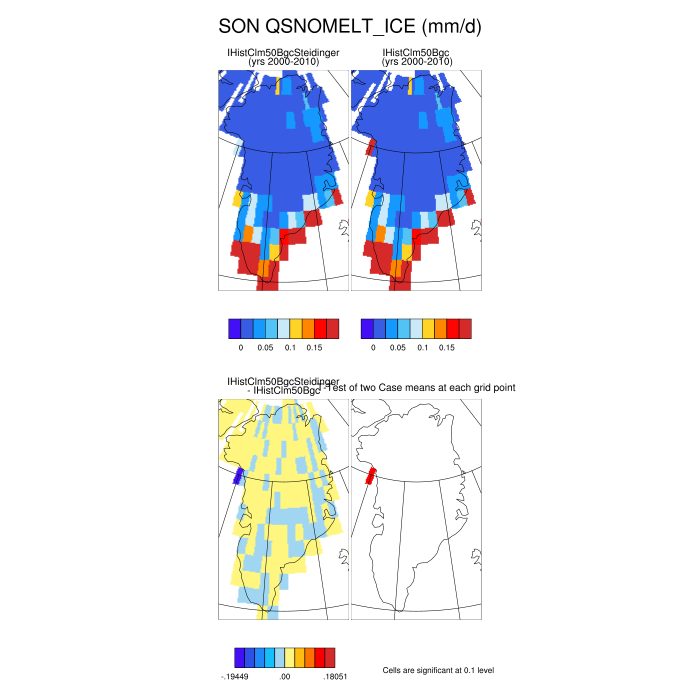 SON QSNOMELT_ICE (mm/d)
IHistClm50BgcSteidinger
(yrs 2000-2010)
IHistClm50Bgc
(yrs 2000-2010)
0 0.05 0.1 0.15
0 0.05 0.1 0.15
IHistClm50BgcSteidinger
- IHistClm50Bgc
T-Test of two Case means at each grid point
-.19449 .00 .18051
Cells are significant at 0.1 level